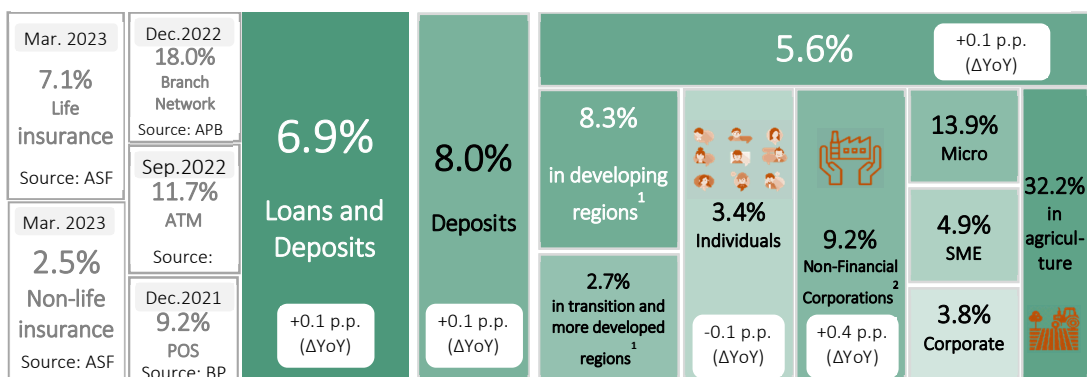 Mar. 2023
7.1%
Life
insurance
Source: ASF
Mar. 2023
2.5%
Non-life
insurance
Source: ASF
Dec.2022
18.0%
Branch
Network
Source: APB
Sep.2022
11.7%
ATM
Source:
Dec.2021
9.2%
POS
Source: BP
6.9%
Loans and
Deposits
+0.1 p.p.
(ΔYoY)
8.0%
Deposits
+0.1 p.p.
(ΔYoY)
5.6%
+0.1 p.p.
(ΔYoY)
8.3%
in developing
regions1
2.7%
in transition and
more developed
regions1
3.4%
Individuals
-0.1 p.p.
(ΔYoY)
9.2%
Non-Financial
Corporations2
+0.4 p.p.
(ΔYoY)
13.9%
Micro
4.9%
SME
3.8%
Corporate
32.2%
in
agricul-
ture